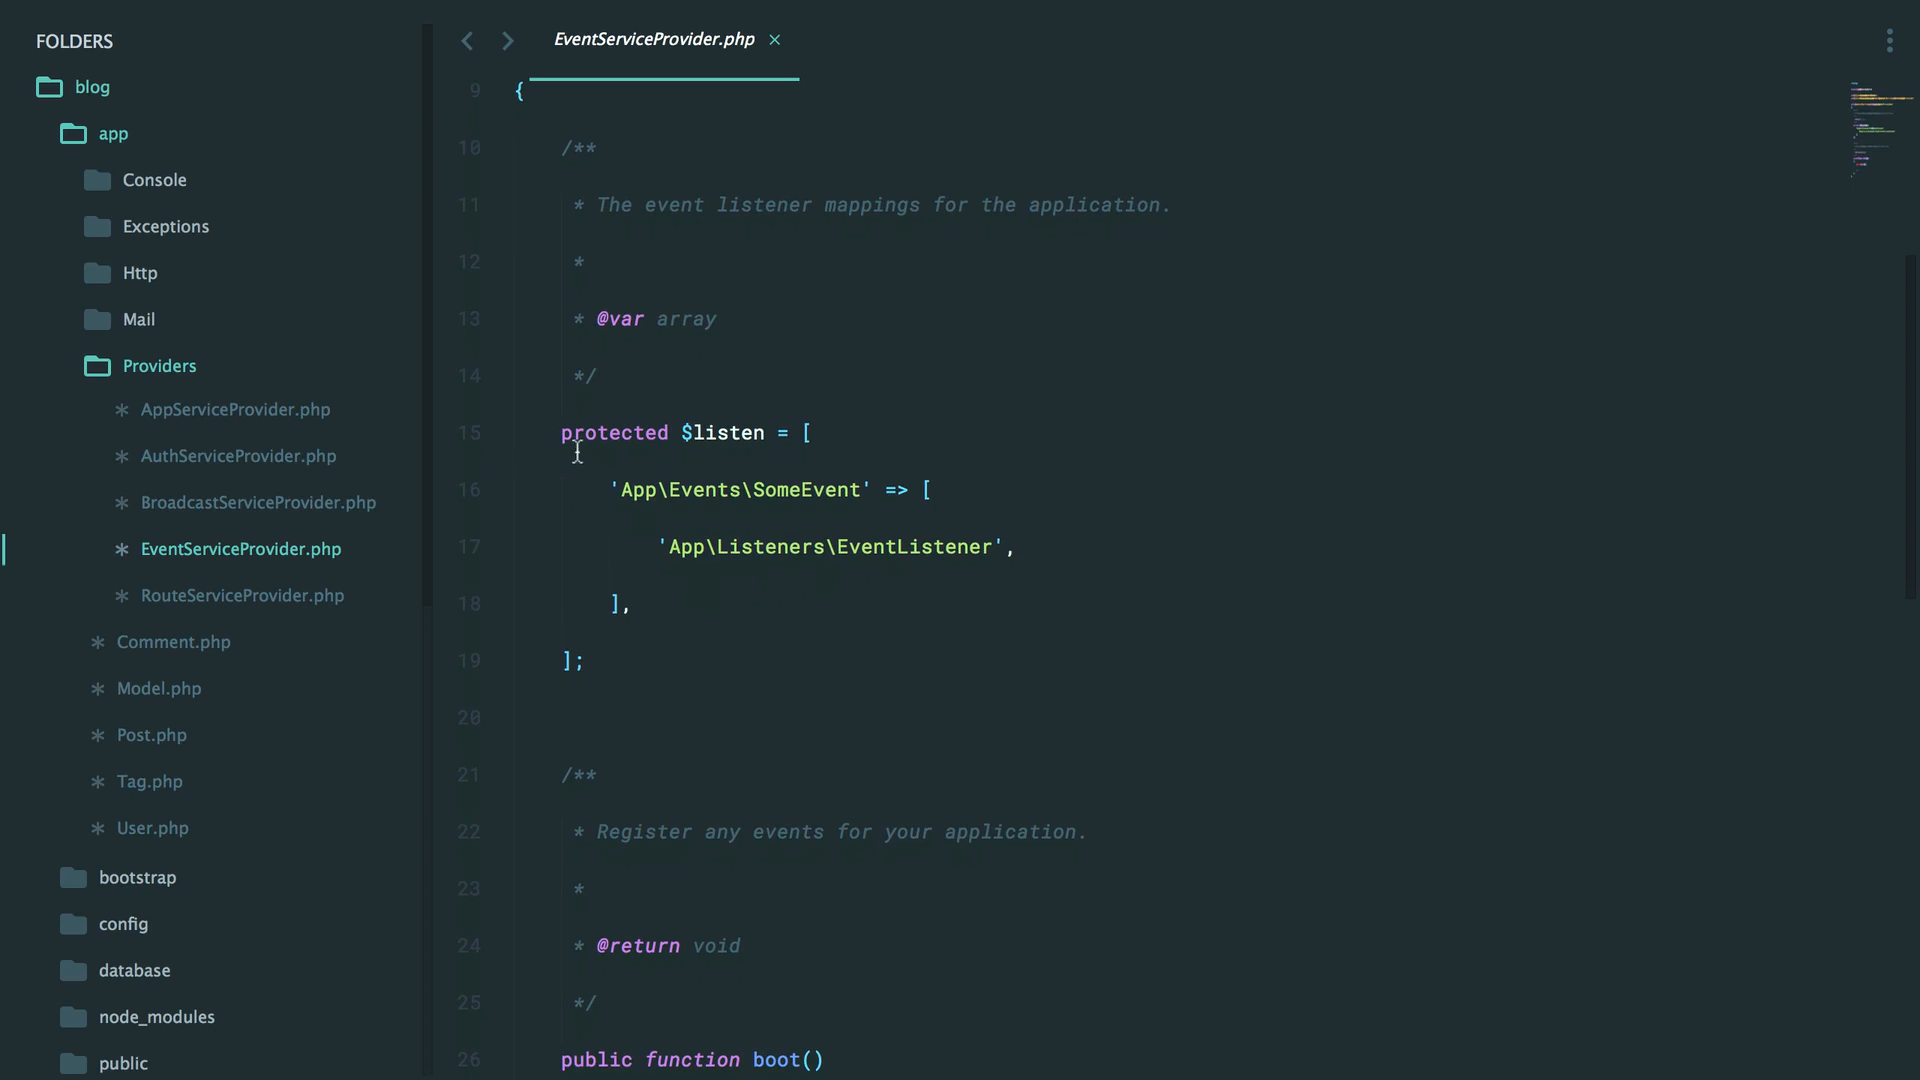 FOLDERS
blog
app
Console
Exceptions
Http
Mail
Providers
AppServiceProvider.php
AuthServiceProvider.php
BroadcastServiceProvider.php
EventServiceProvider.php
RouteServiceProvider.php
Comment.php
Model.php
Post.php
Tag.php
User.php
bootstrap
config
database
node_modules
public
EventServiceProvider.php ×
9 {
10 /**
11 * The event listener mappings for the application.
12 *
13 * @var array
14 */
15 protected $listen = [
16 'App\Events\SomeEvent' => [
17 'App\Listeners\EventListener',
18 ],
19 ];
20
21 /**
22 * Register any events for your application.
23 *
24 * @return void
25 */
26 public function boot()